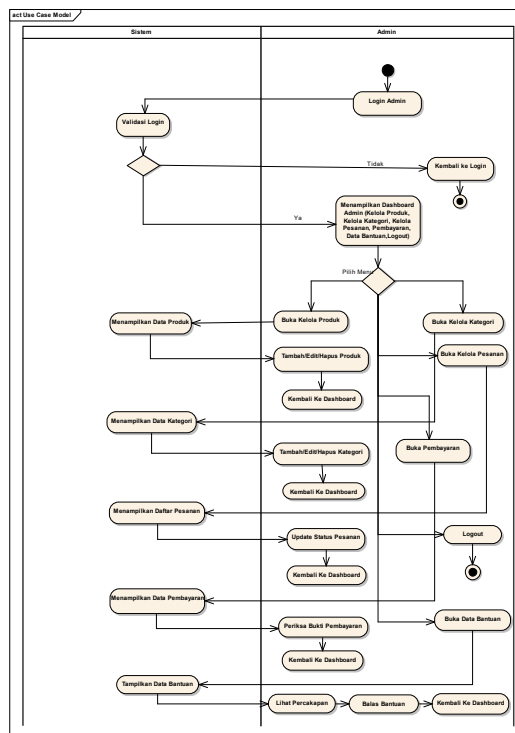 act Use Case Model
Sistem
Admin
Login Admin
Validasi Login
Tidak
Kembali ke Login
Ya
Menampilkan Dashboard
Admin (Kelola Produk,
Kelola Kategori, Kelola
Pesanan, Pembayaran,
Data Bantuan,Logout)
Pilih Menu
Menampilkan Data Produk
Buka Kelola Produk
Buka Kelola Kategori
Tambah/Edit/Hapus Produk
Buka Kelola Pesanan
Kembali Ke Dashboard
Menampilkan Data Kategori
Tambah/Edit/Hapus Kategori
Buka Pembayaran
Kembali Ke Dashboard
Menampilkan Daftar Pesanan
Update Status Pesanan
Logout
Kembali Ke Dashboard
Menampilkan Data Pembayaran
Periksa Bukti Pembayaran
Buka Data Bantuan
Kembali Ke Dashboard
Tampilkan Data Bantuan
Lihat Percakapan
Balas Bantuan
Kembali Ke Dashboard